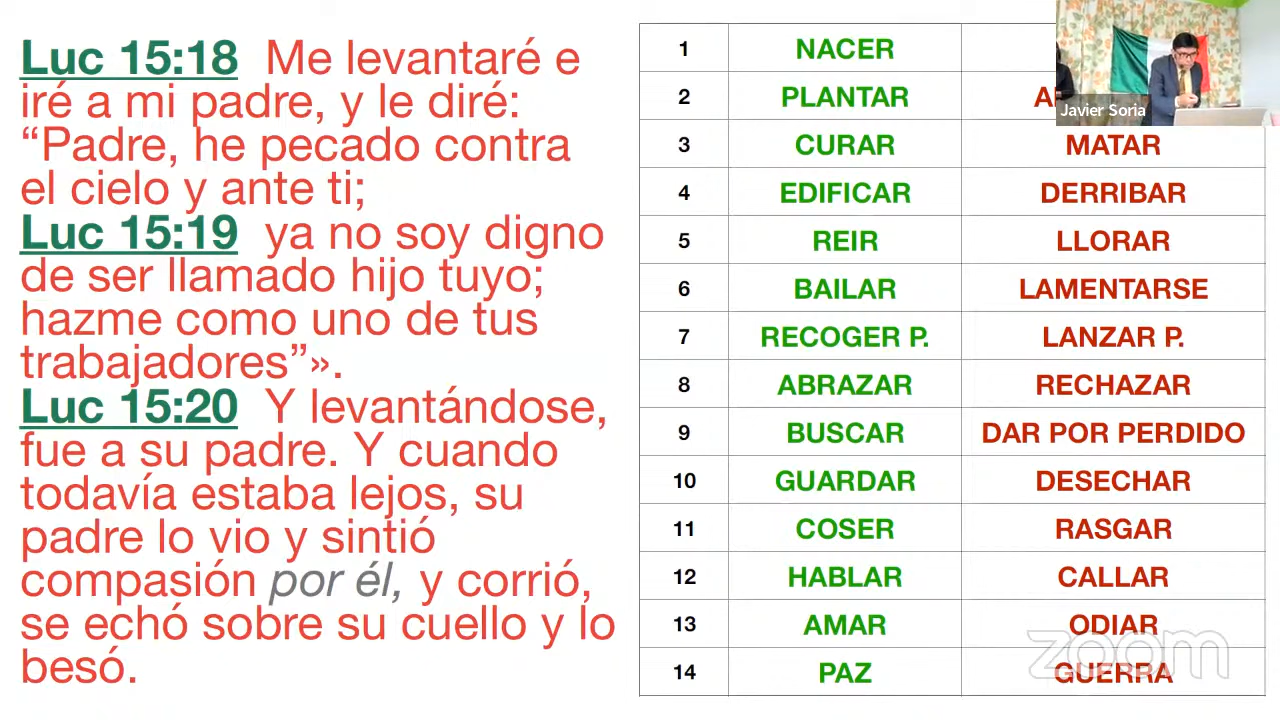 Luc 15:18 Me levantaré e
iré a mi padre, y le diré:
“Padre, he pecado contra
el cielo y ante ti;
Luc 15:19 ya no soy digno
de ser llamado hijo tuyo;
hazme como uno de tus
trabajadores”».
Luc 15:20 Y levantándose,
fue a su padre. Y cuando
todavía estaba lejos, su
padre lo vio y sintió
compasión por él, y corrió,
se echó sobre su cuello y lo
besó.
1 NACER
2 PLANTAR
3 CURAR MATAR
4 EDIFICAR DERRIBAR
5 REIR LLORAR
6 BAILAR LAMENTARSE
7 RECOGER P. LANZAR P.
8 ABRAZAR RECHAZAR
9 BUSCAR DAR POR PERDIDO
10 GUARDAR DESECHAR
11 COSER RASGAR
12 HABLAR CALLAR
13 AMAR ODIAR
14 PAZ GUERRA
Javier Soria
zoom